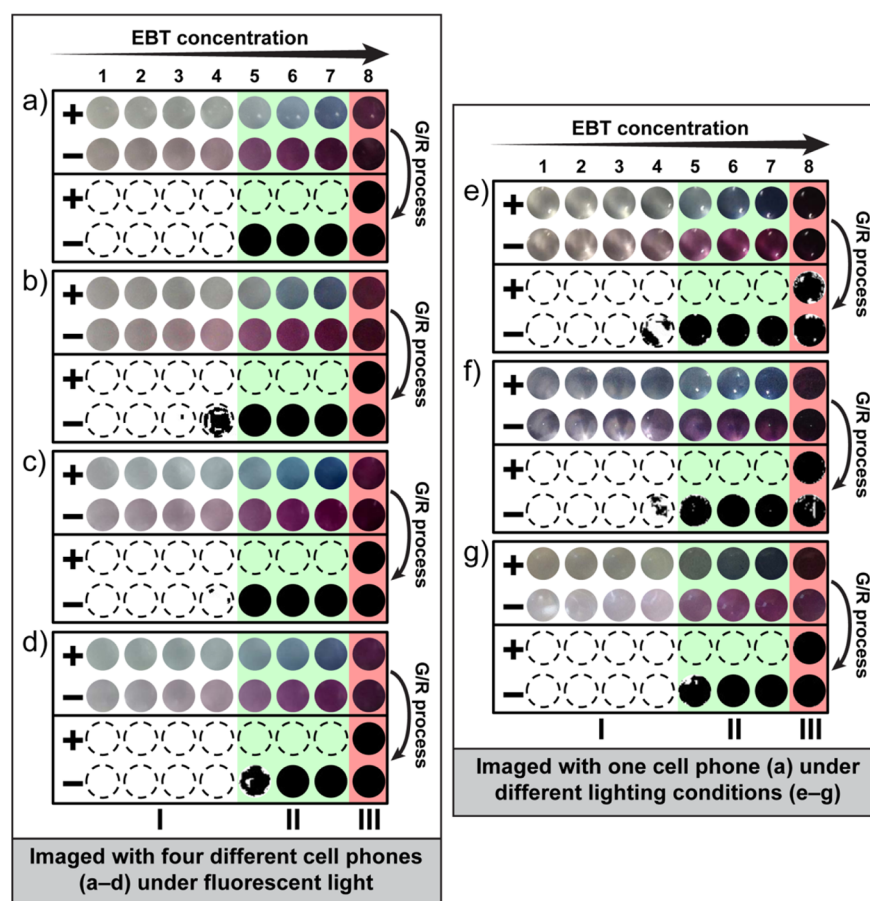 EBT concentration
1 2 3 4 5 6 7 8
a)
+
−
+
−
G/R process
b)
+
−
+
−
G/R process
c)
+
−
+
−
G/R process
d)
+
−
+
−
G/R process
I II III
Imaged with four different cell phones
(a–d) under fluorescent light
EBT concentration
1 2 3 4 5 6 7 8
e)
+
−
+
−
G/R process
f)
+
−
+
−
G/R process
g)
+
−
+
−
G/R process
I II III
Imaged with one cell phone (a) under
different lighting conditions (e–g)